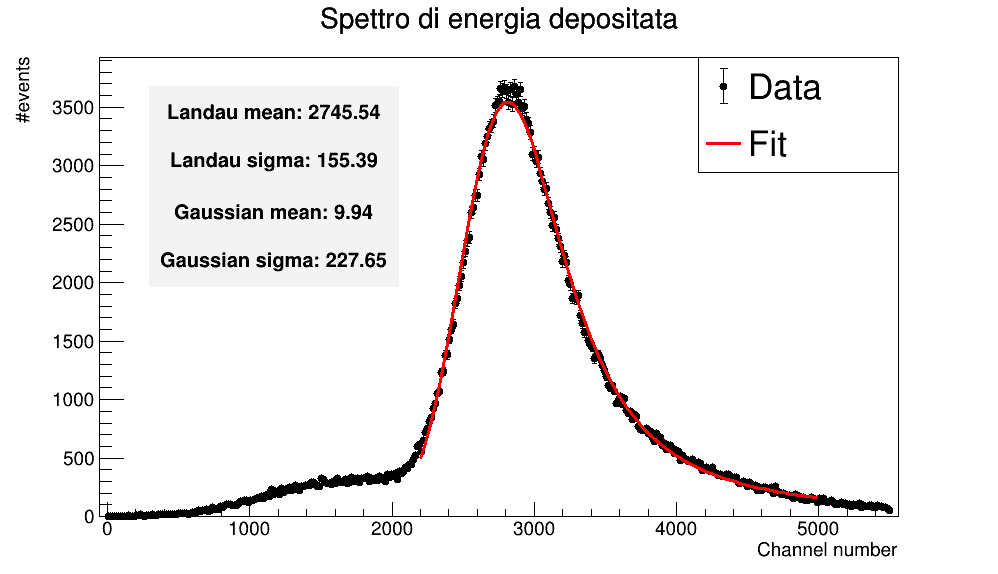 Spettro di energia depositata
#events
Landau mean: 2745.54
Landau sigma: 155.39
Gaussian mean: 9.94
Gaussian sigma: 227.65
Data
Fit
3500
3000
2500
2000
1500
1000
500
0
0 1000 2000 3000 4000 5000
Channel number